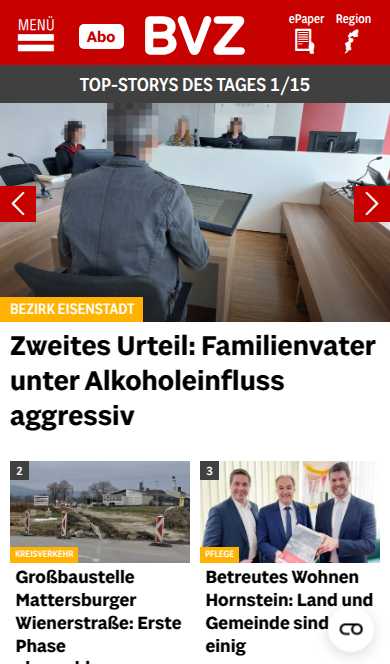 MENÜ
Abo
BVZ
ePaper
Region
TOP-STORYS DES TAGES 1/15
BEZIRK EISENSTADT
Zweites Urteil: Familienvater
unter Alkoholeinfluss
aggressiv
2
KREISVERKEHR
Großbaustelle
Mattersburger
Wienerstraße: Erste
Phase
3
PFLEGE
Betreutes Wohnen
Hornstein: Land und
Gemeinde sind
einig